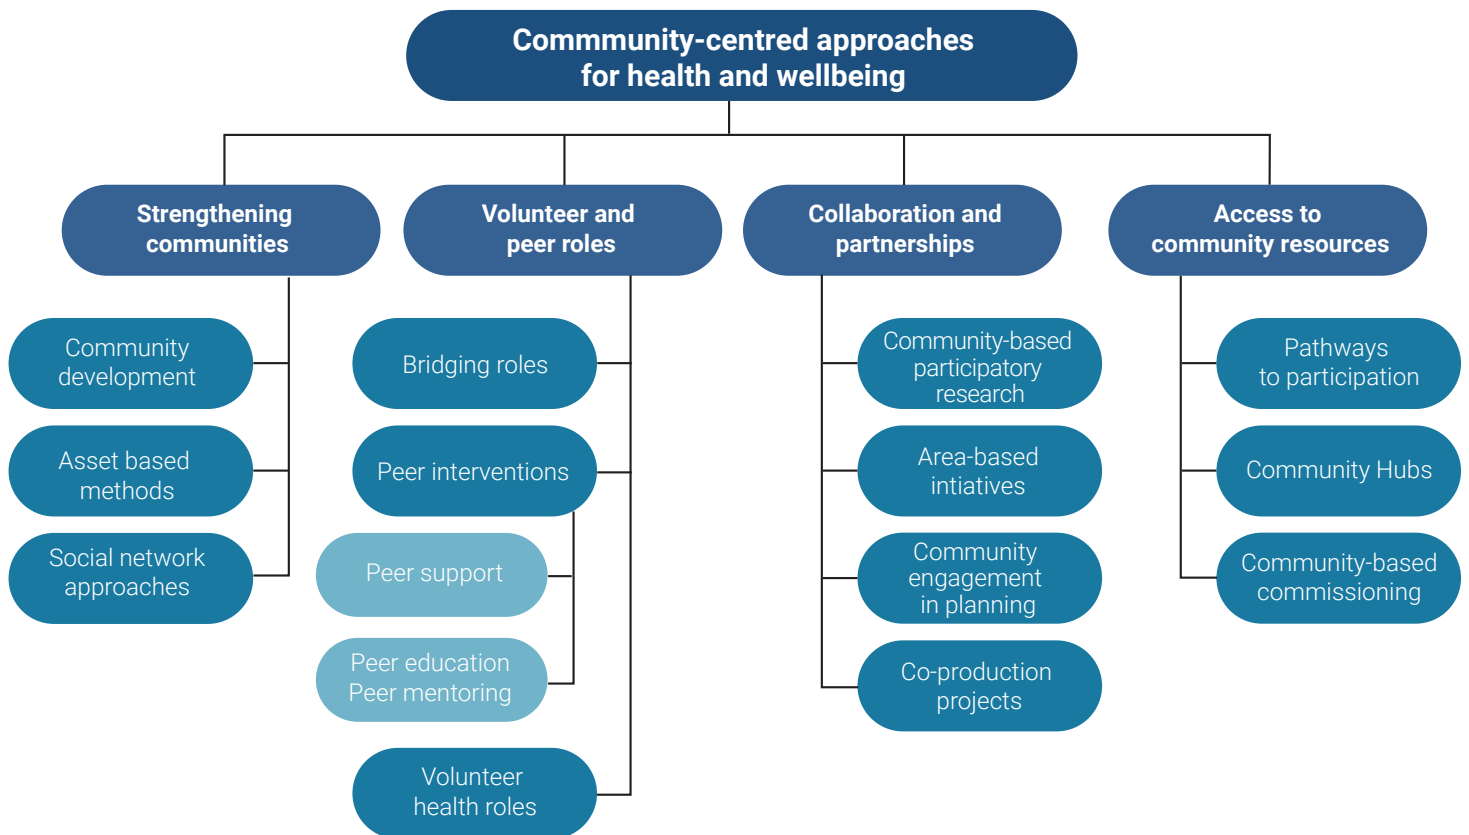 Commmunity-centred approaches
for health and wellbeing
Strengthening
communities
Community
development
Asset based
methods
Social network
approaches
Volunteer and
peer roles
Bridging roles
Peer interventions
Peer support
Peer education
Peer mentoring
Volunteer
health roles
Collaboration and
partnerships
Community-based
participatory
research
Area-based
intiatives
Community
engagement
in planning
Co-production
projects
Access to
community resources
Pathways
to participation
Community Hubs
Community-based
commissioning